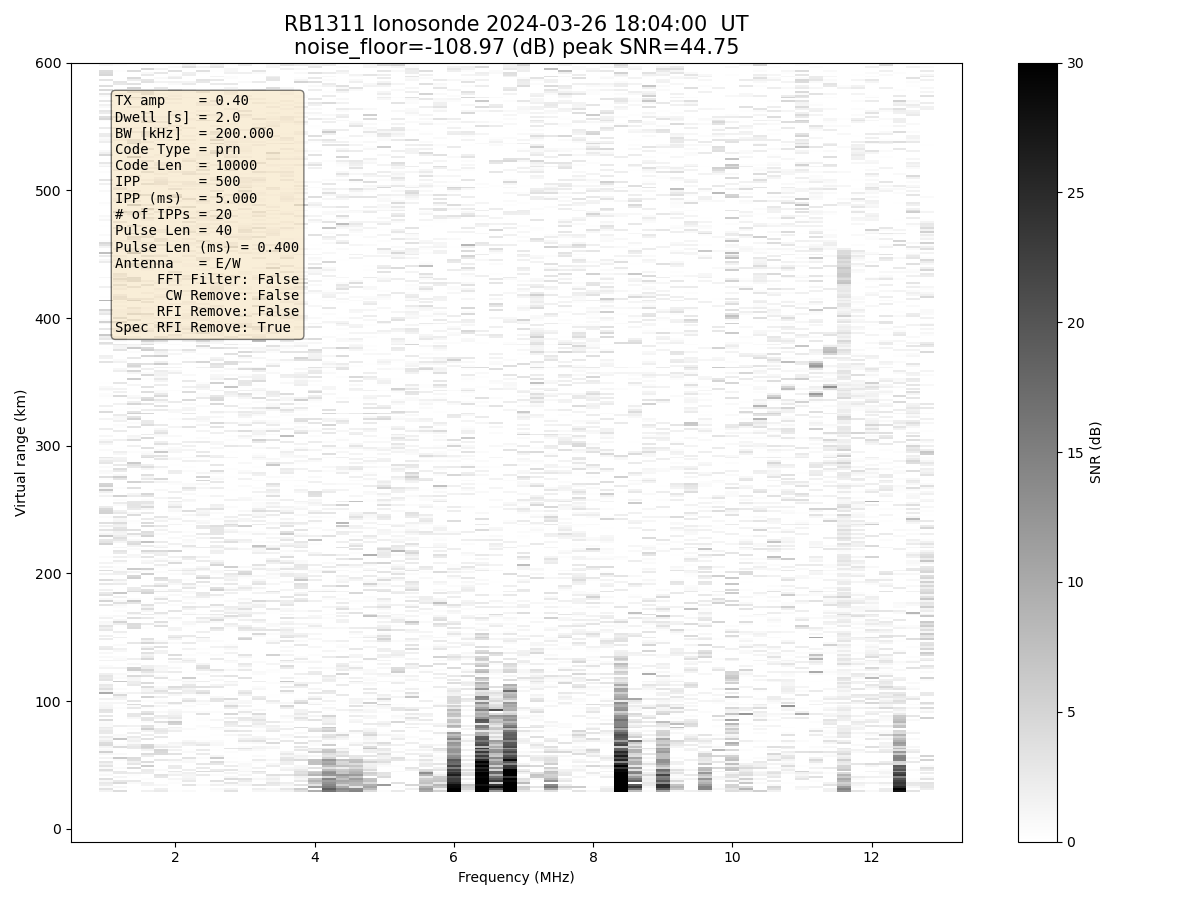 RB1311 Ionosonde 2024-03-26 18:04:00  UT
noise_floor=-108.97 (dB) peak SNR=44.75
600
500
400
300
200
100
0
Virtual range (km)
TX amp    = 0.40
Dwell [s] = 2.0
BW [kHz]  = 200.000
Code Type = prn
Code Len  = 10000
IPP       = 500
IPP (ms)  = 5.000
# of IPPs = 20
Pulse Len = 40
Pulse Len (ms) = 0.400
Antenna   = E/W
FFT Filter: False
CW Remove: False
RFI Remove: False
Spec RFI Remove: True
2 4 6 8 10 12
Frequency (MHz)
30
25
20
15
10
5
0
SNR (dB)